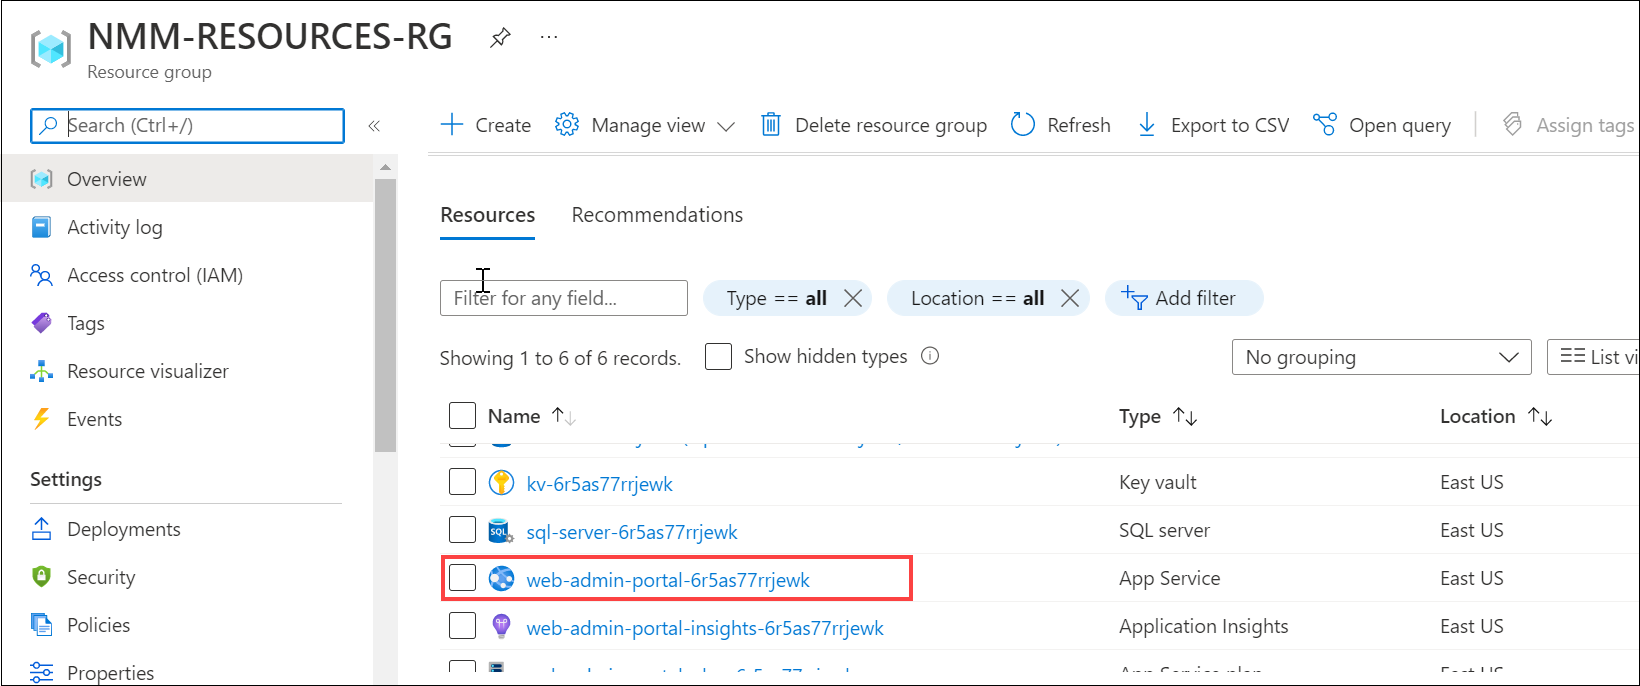 NMM-RESOURCES-RG
Resource group
Search (Ctrl+/)
Create
Manage view
Delete resource group
Refresh
Export to CSV
Open query
Assign tags
Overview
Activity log
Access control (IAM)
Tags
Resource visualizer
Events
Settings
Deployments
Security
Policies
Properties
Resources Recommendations
Filter for any field...
Type == all
Location == all
Add filter
Showing 1 to 6 of 6 records.
Show hidden types
No grouping
List vi
Name Type Location
kv-6r5as77rrjewk Key vault East US
SQL sql-server-6r5as77rrjewk SQL server East US
web-admin-portal-6r5as77rrjewk App Service East US
web-admin-portal-insights-6r5as77rrjewk Application Insights East US